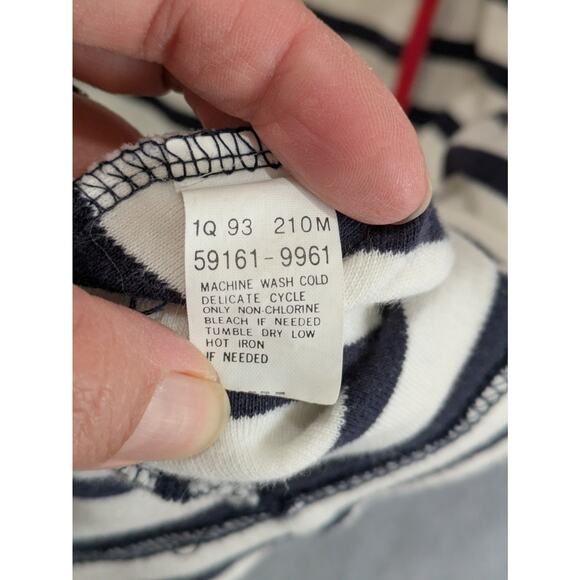 1Q 93 210M
59161-9961
MACHINE WASH COLD
DELICATE CYCLE
ONLY NON-CHLORINE
BLEACH IF NEEDED
TUMBLE DRY LOW
HOT IRON
IF NEEDED